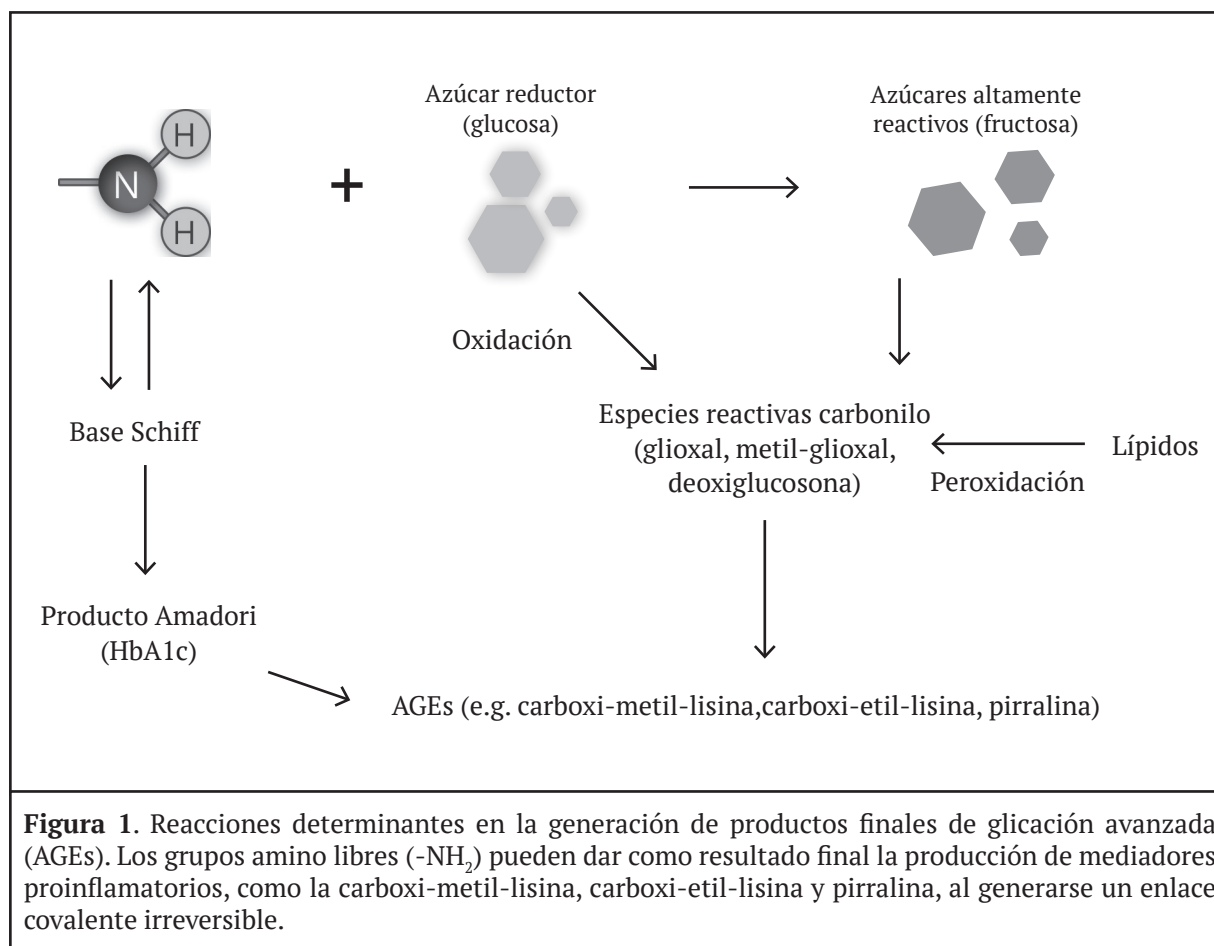 Azúcar reductor
(glucosa)
Azúcares altamente
reactivos (fructosa)
H
N
+
H
Oxidación
Base Schiff
Especies reactivas carbonilo
(glioxal, metil-glioxal,
deoxiglucosona)
Lípidos
Peroxidación
Producto Amadori
(HbA1c)
AGEs (e.g. carboxi-metil-lisina,carboxi-etil-lisina, pirralina)
Figura 1. Reacciones determinantes en la generación de productos finales de glicación avanzada
(AGEs). Los grupos amino libres (-NH₂) pueden dar como resultado final la producción de mediadores
proinflamatorios, como la carboxi-metil-lisina, carboxi-etil-lisina y pirralina, al generarse un enlace
covalente irreversible.